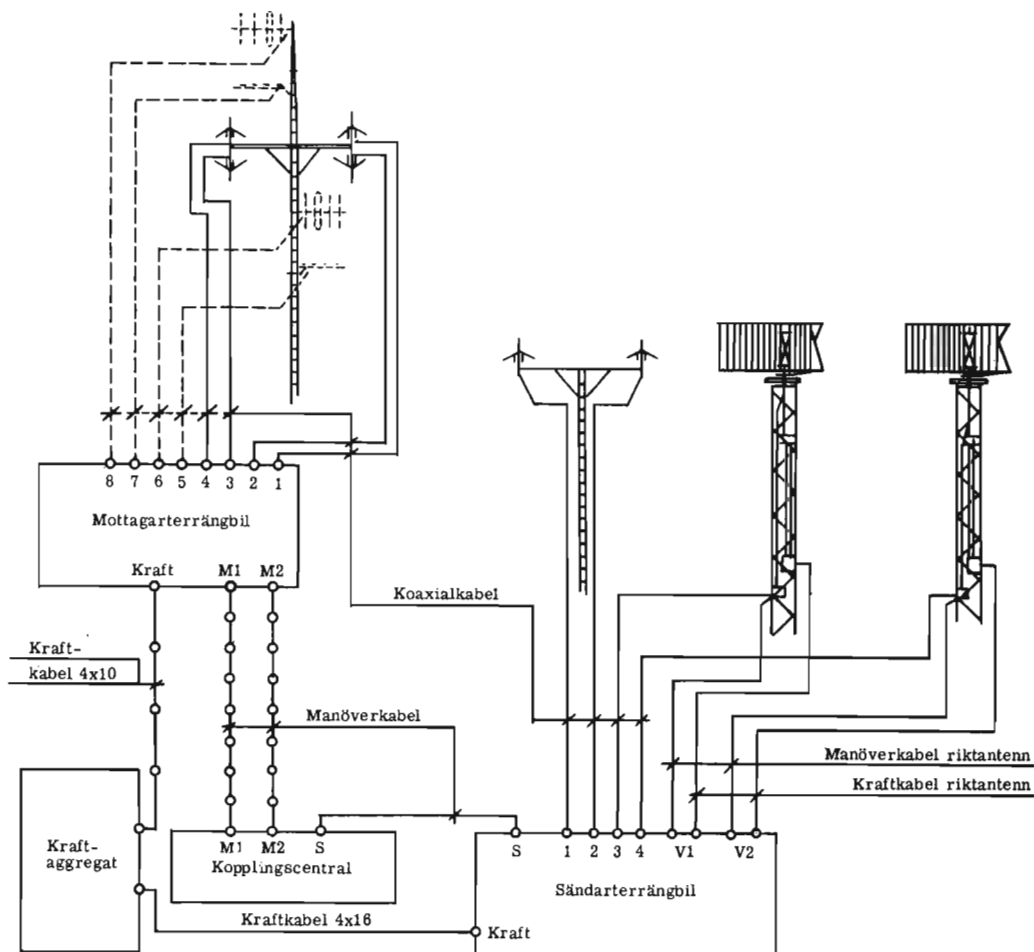 8 7 6 5 4 3 2 1
Mottagarterrängbil
Kraft M1 M2
Koaxialkabel
Kraft-
kabel 4x10
Manöverkabel
Manöverkabel riktantenn
Kraftkabel riktantenn
Kraft-
aggregat
M1 M2 S
Kopplingscentral
S 1 2 3 4 V1 V2
Sändarterrängbil
Kraftkabel 4x16
Kraft